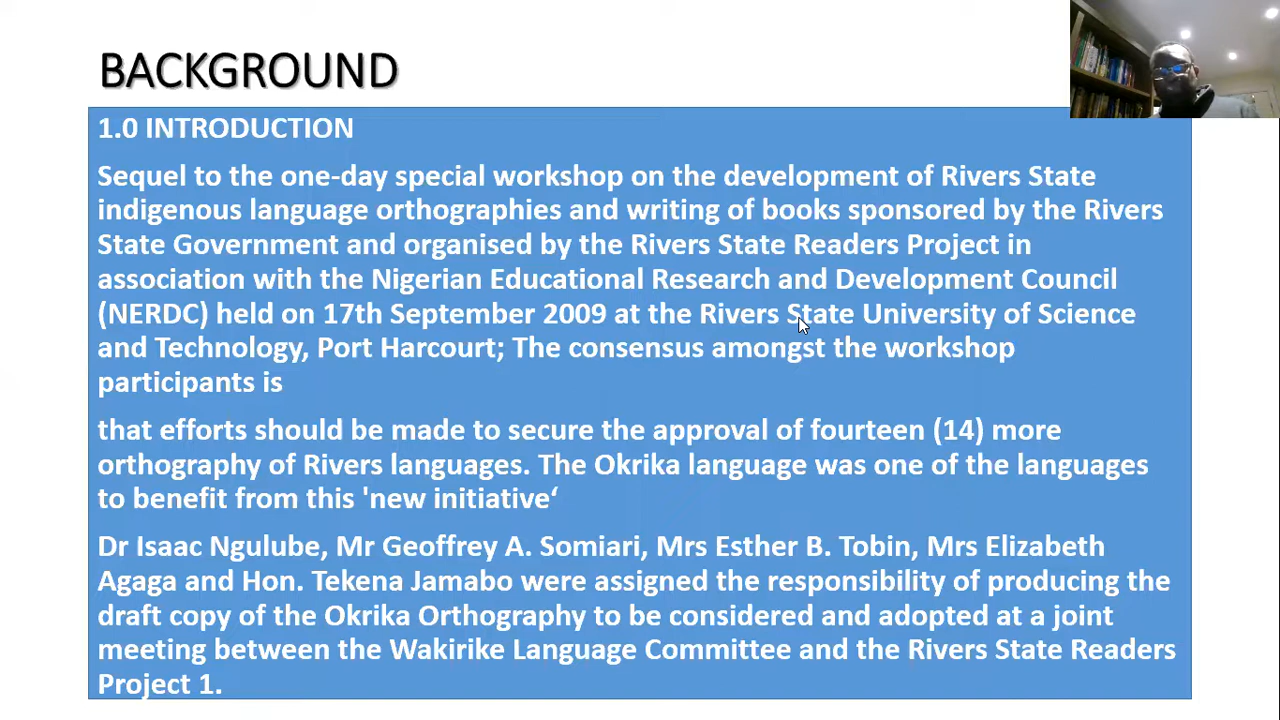 BACKGROUND
1.0 INTRODUCTION
Sequel to the one-day special workshop on the development of Rivers State
indigenous language orthographies and writing of books sponsored by the Rivers
State Government and organised by the Rivers State Readers Project in
association with the Nigerian Educational Research and Development Council
(NERDC) held on 17th September 2009 at the Rivers State University of Science
and Technology, Port Harcourt; The consensus amongst the workshop
participants is
that efforts should be made to secure the approval of fourteen (14) more
orthography of Rivers languages. The Okrika language was one of the languages
to benefit from this 'new initiative‘
Dr Isaac Ngulube, Mr Geoffrey A. Somiari, Mrs Esther B. Tobin, Mrs Elizabeth
Agaga and Hon. Tekena Jamabo were assigned the responsibility of producing the
draft copy of the Okrika Orthography to be considered and adopted at a joint
meeting between the Wakirike Language Committee and the Rivers State Readers
Project 1.